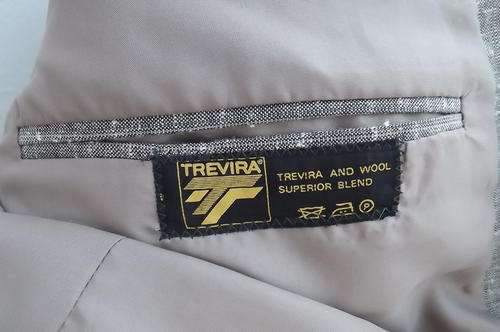 TREVIRA®
TREVIRA AND WOOL
SUPERIOR BLEND
P